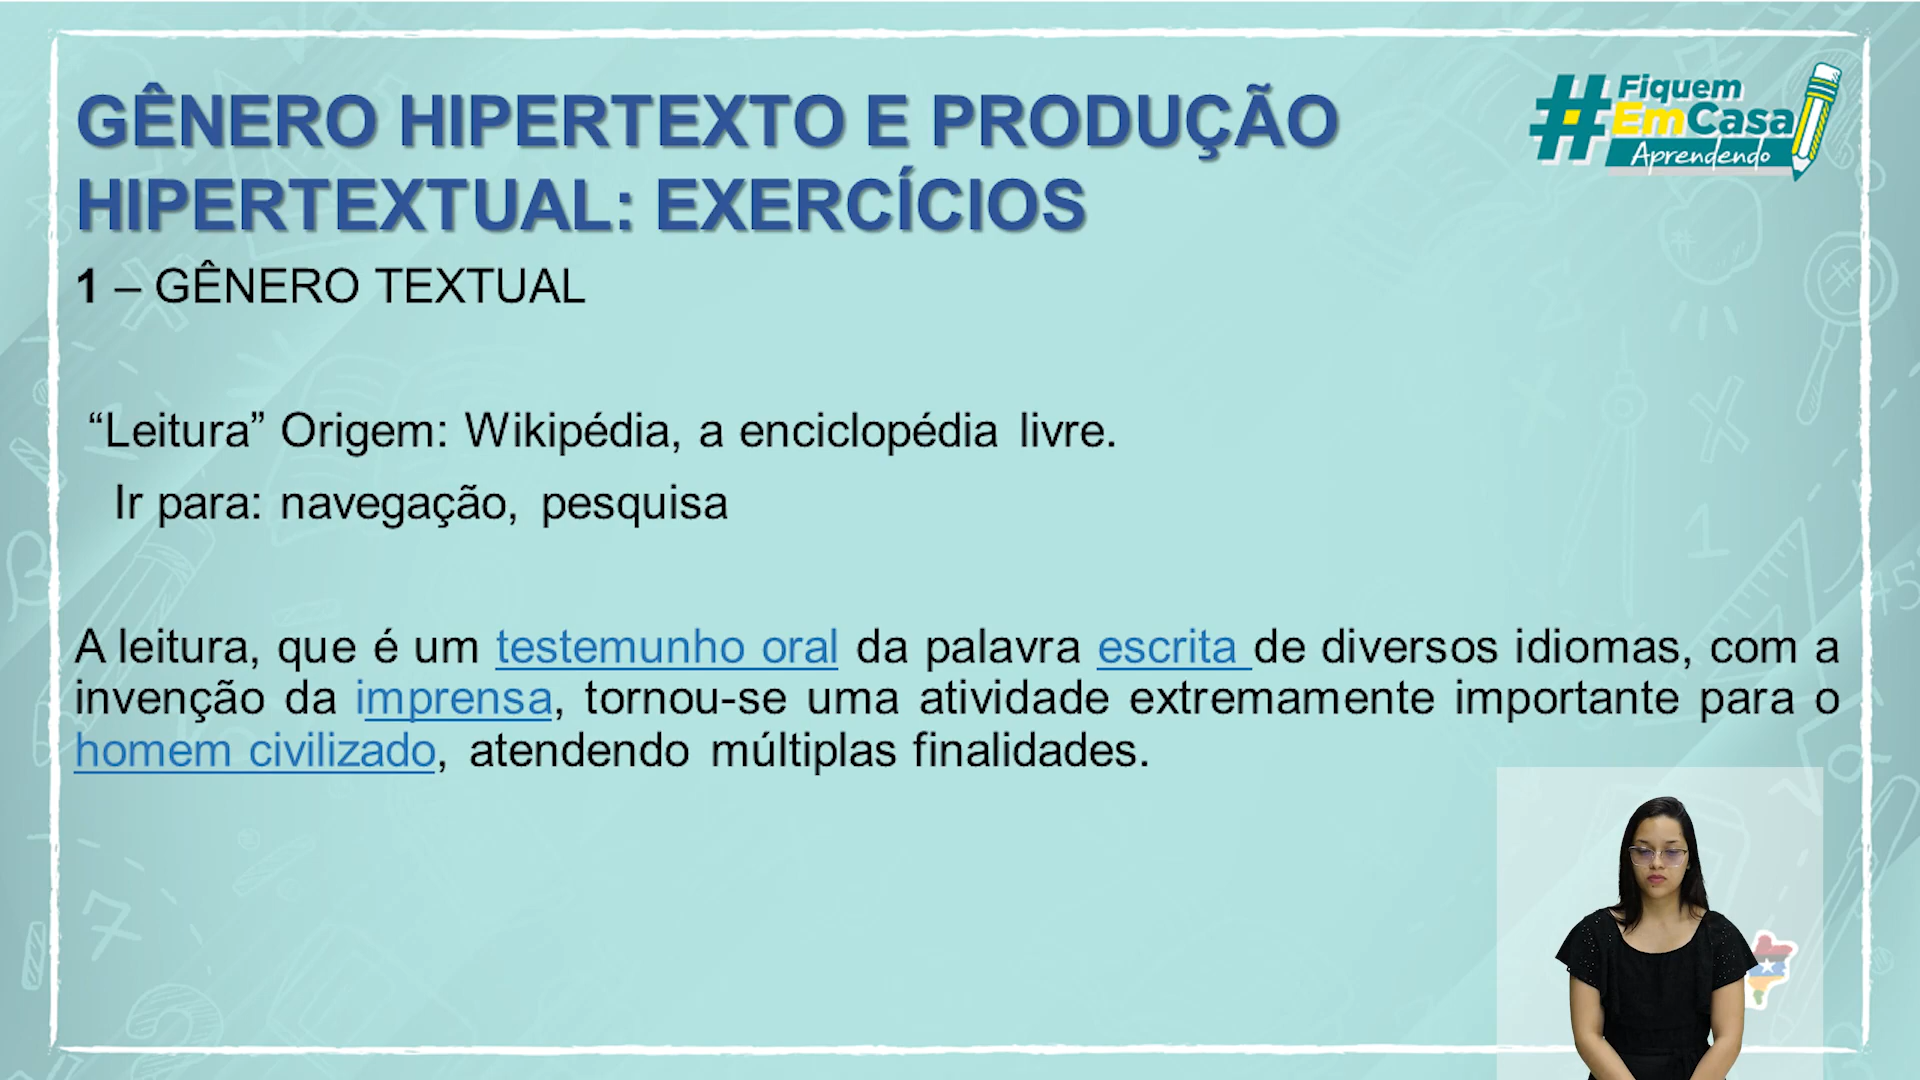 GÊNERO HIPERTEXTO E PRODUÇÃO
HIPERTEXTUAL: EXERCÍCIOS
#Fiquem
EmCasa
Aprendendo
1 – GÊNERO TEXTUAL
“Leitura” Origem: Wikipédia, a enciclopédia livre.
Ir para: navegação, pesquisa
A leitura, que é um testemunho oral da palavra escrita de diversos idiomas, com a
invenção da imprensa, tornou-se uma atividade extremamente importante para o
homem civilizado, atendendo múltiplas finalidades.